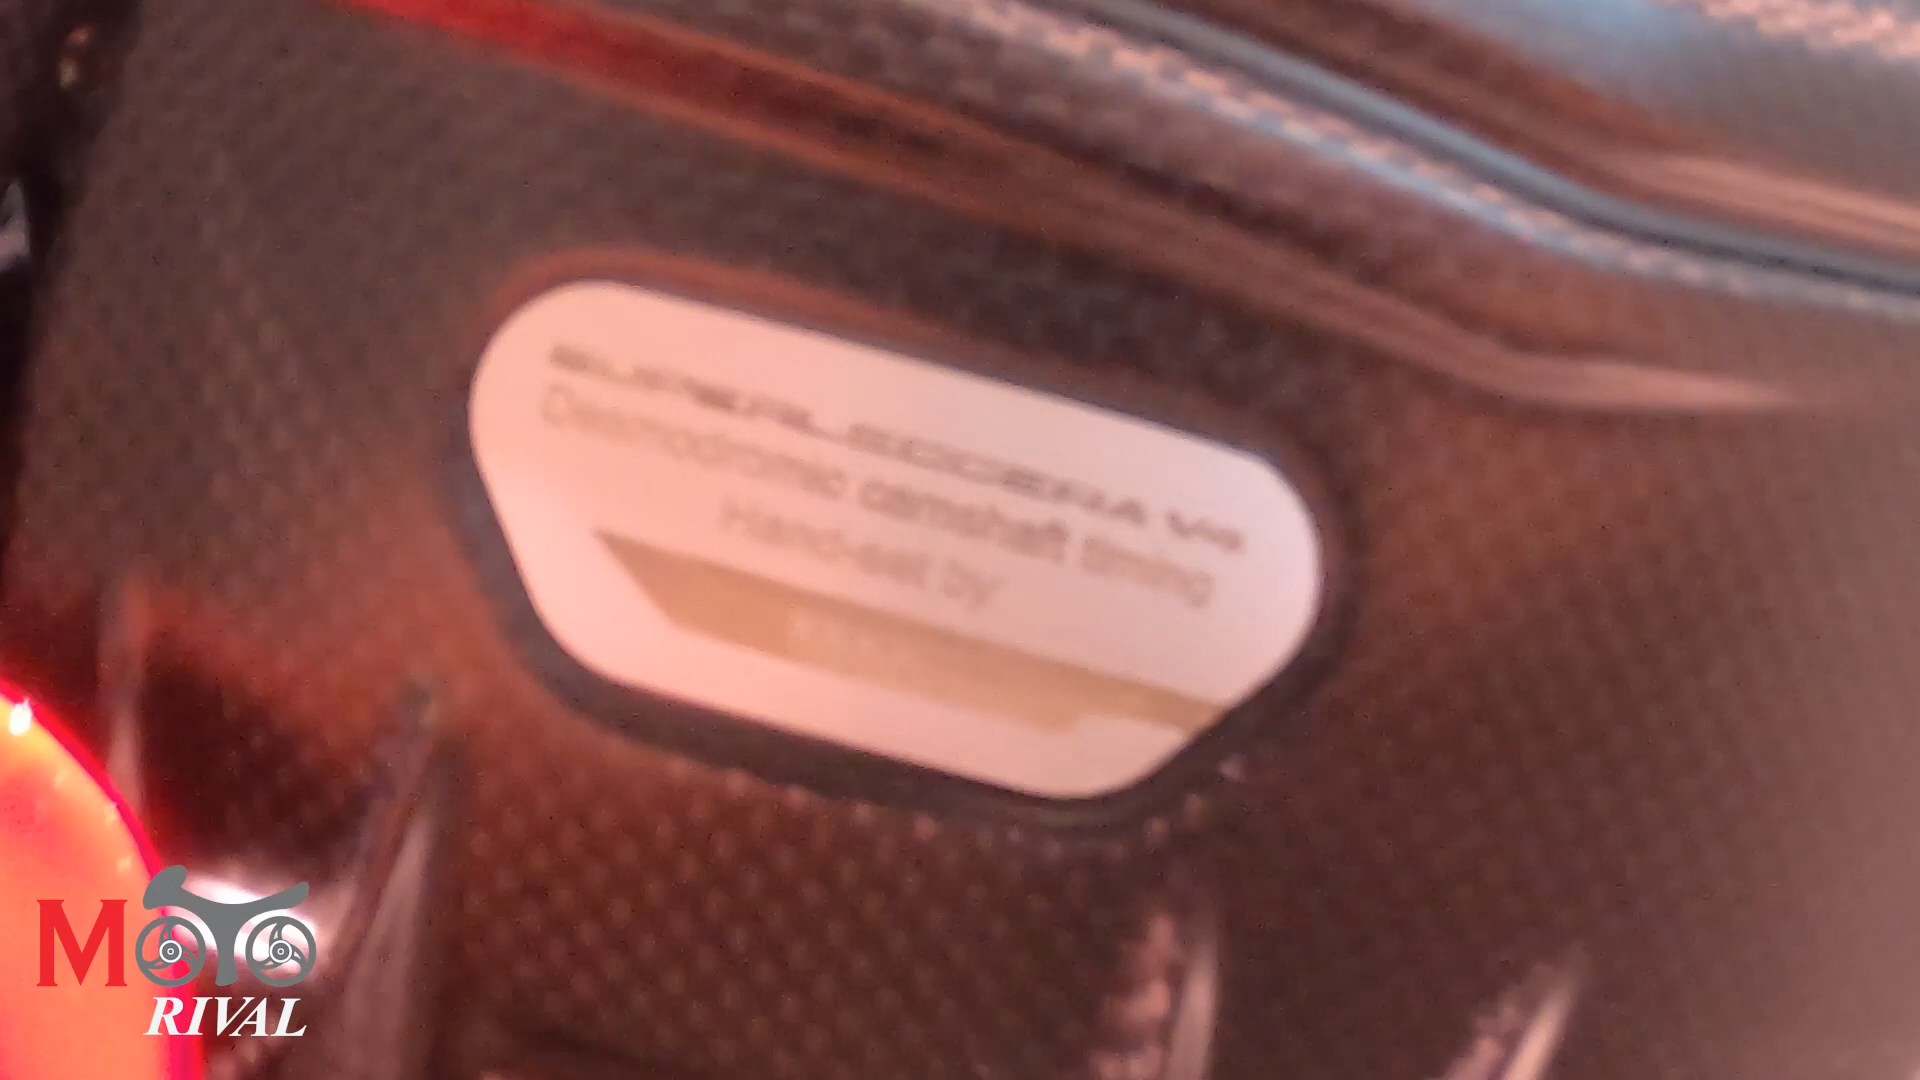 SUPERLEGGERA V4
Desmodromic camshaft timing
Hand-set by
MOTO
RIVAL